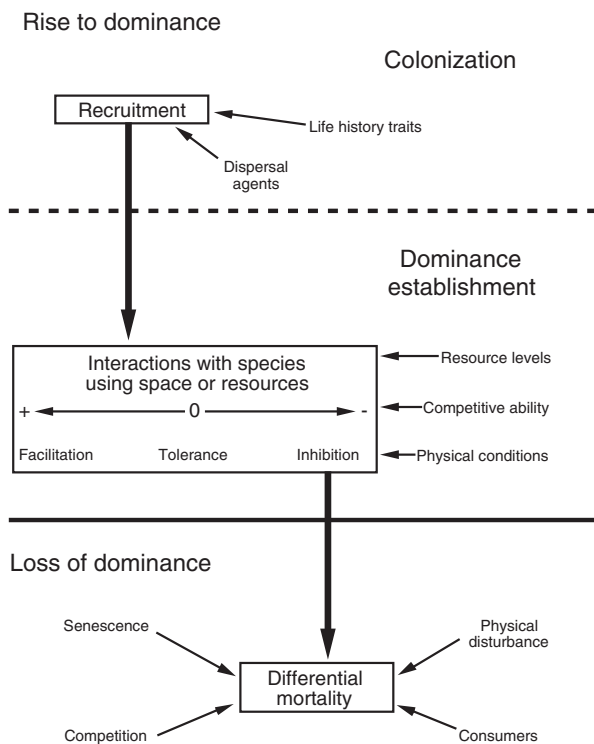 Rise to dominance
Colonization
Recruitment
Life history traits
Dispersal
agents
Dominance
establishment
Interactions with species
using space or resources
+ 0 -
Facilitation Tolerance Inhibition
Resource levels
Competitive ability
Physical conditions
Loss of dominance
Senescence
Physical
disturbance
Differential
mortality
Competition
Consumers